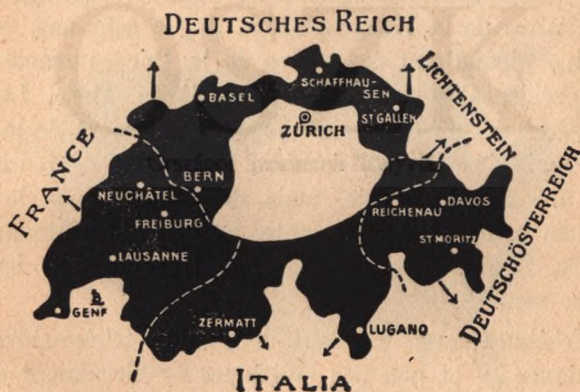 DEUTSCHES REICH
SCHAFFHAU-
SEN
BASEL
ST GALLEN
ZÜRICH
LICHTENSTEIN
FRANCE
BERN
NEUCHÂTEL
FREIBURG
REICHENAU
DAVOS
ST MORITZ
DEUTSCHÖSTERREICH
LAUSANNE
GENF
ZERMATT
LUGANO
ITALIA